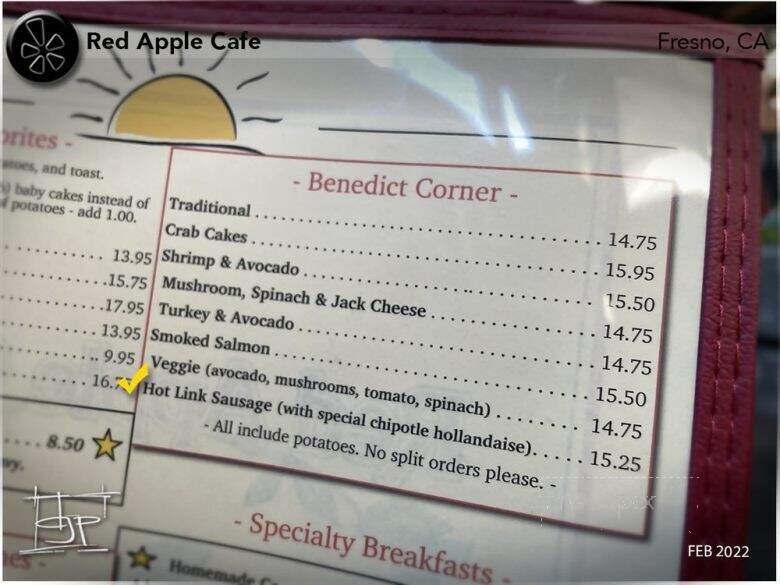 Red Apple Cafe
Fresno, CA
orites -
atoes, and toast.
) baby cakes instead of
potatoes - add 1.00.
13.95
15.75
17.95
13.95
9.95
8.50
- Benedict Corner -
Traditional 14.75
Crab Cakes 15.95
Shrimp & Avocado 15.50
Mushroom, Spinach & Jack Cheese 14.75
Turkey & Avocado 14.75
Smoked Salmon 15.50
Veggie (avocado, mushrooms, tomato, spinach) 14.75
Hot Link Sausage (with special chipotle hollandaise) 15.25
- All include potatoes. No split orders please. -
- Specialty Breakfasts -
Homemade
SJP
FEB 2022